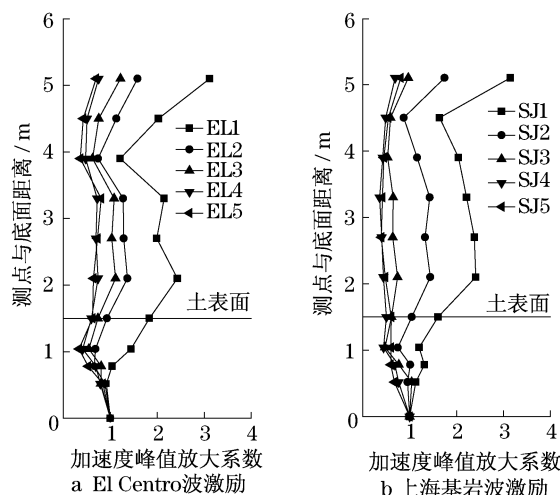 6
5
4
3
2
1
0
1
2
3
4
测点与底面距离/m
EL1
EL2
EL3
EL4
EL5
土表面
加速度峰值放大系数
a El Centro波激励
6
5
4
3
2
1
0
1
2
3
4
测点与底面距离/m
SJ1
SJ2
SJ3
SJ4
SJ5
土表面
加速度峰值放大系数
b 上海基岩波激励